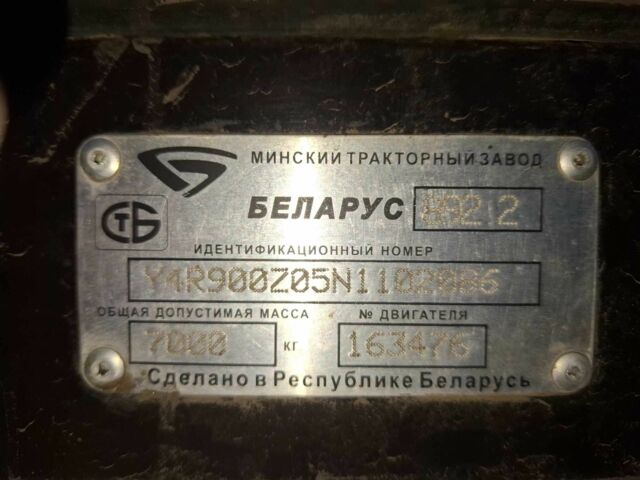 МИНСКИЙ ТРАКТОРНЫЙ ЗАВОД
СТБ
БЕЛАРУС 892.2
ИДЕНТИФИКАЦИОННЫЙ НОМЕР
Y4R900Z05N1102086
ОБЩАЯ ДОПУСТИМАЯ МАССА № ДВИГАТЕЛЯ
7000 кг 163476
Сделано в Республике Беларусь